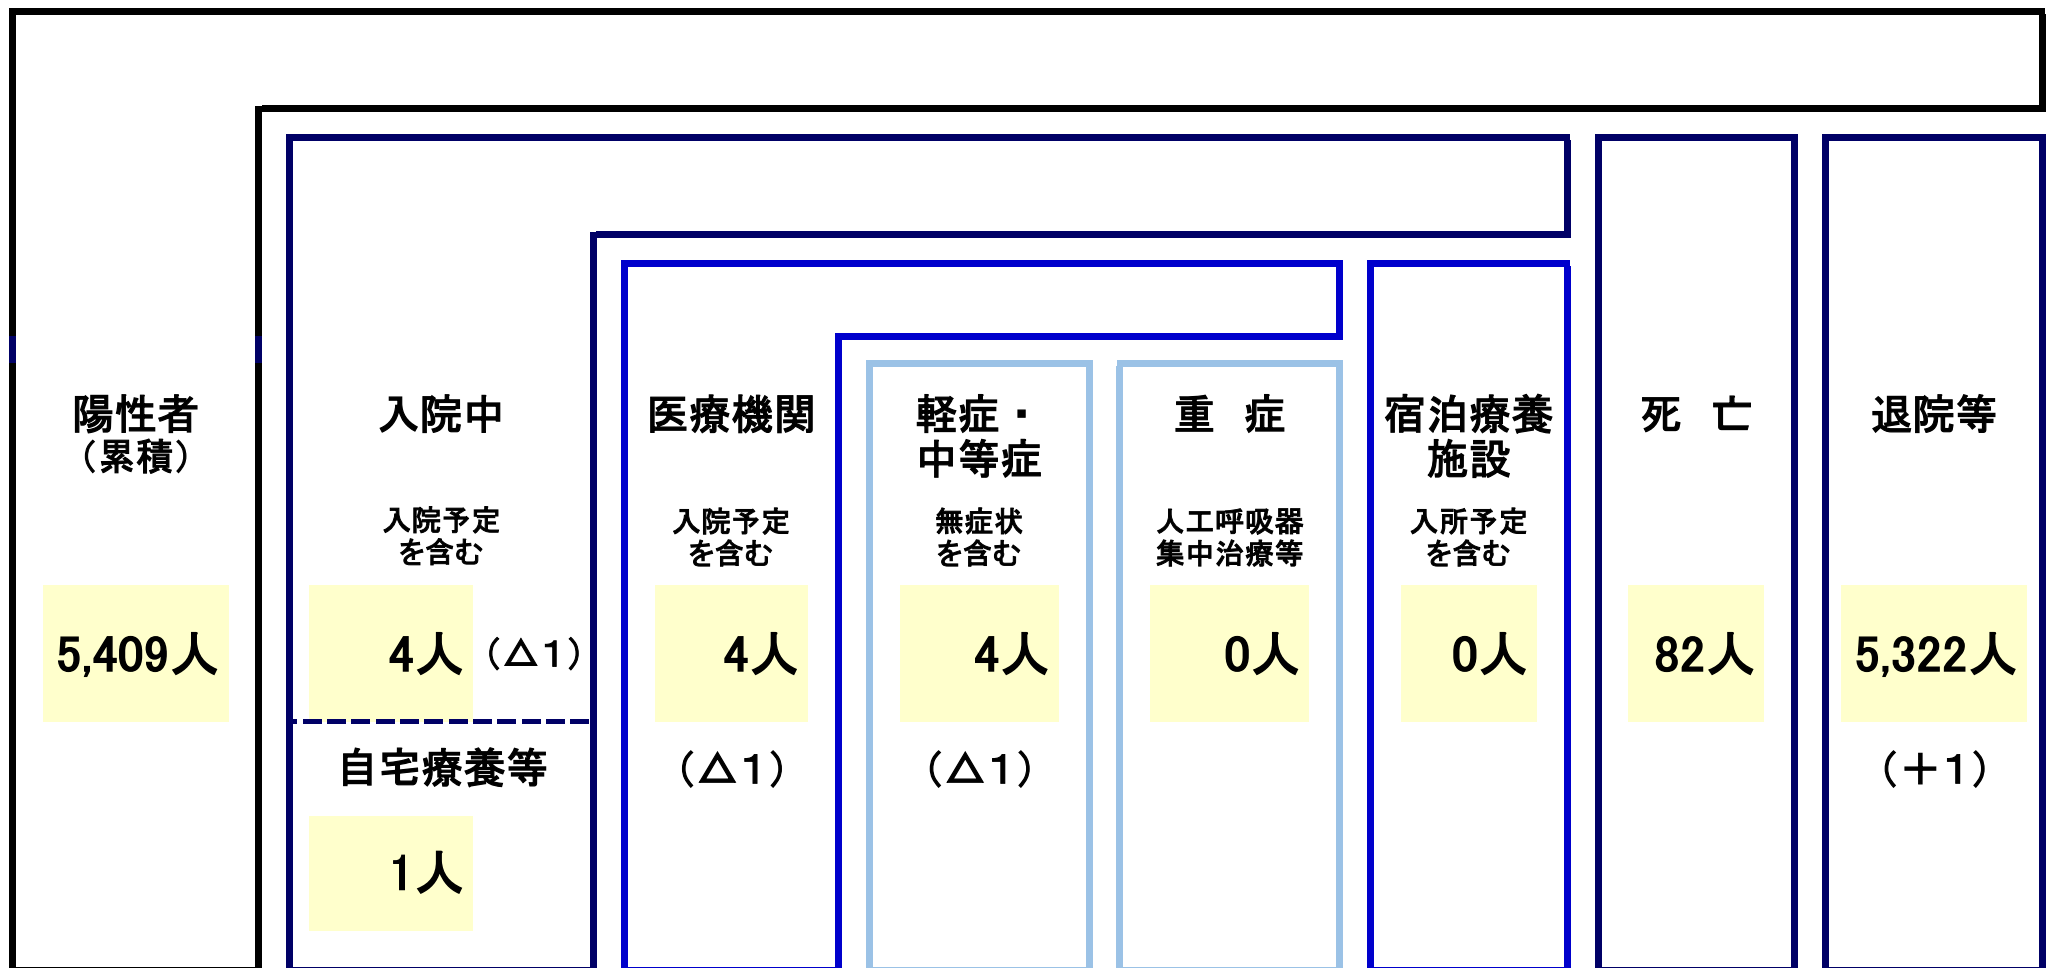 陽性者
（累積）
5,409人
入院中
入院予定
を含む
4人 （△1）
自宅療養等
1人
医療機関
入院予定
を含む
4人
（△1）
軽症・
中等症
無症状
を含む
4人
（△1）
重　症
人工呼吸器
集中治療等
0人
宿泊療養
施設
入所予定
を含む
0人
死　亡
82人
退院等
5,322人
（＋1）